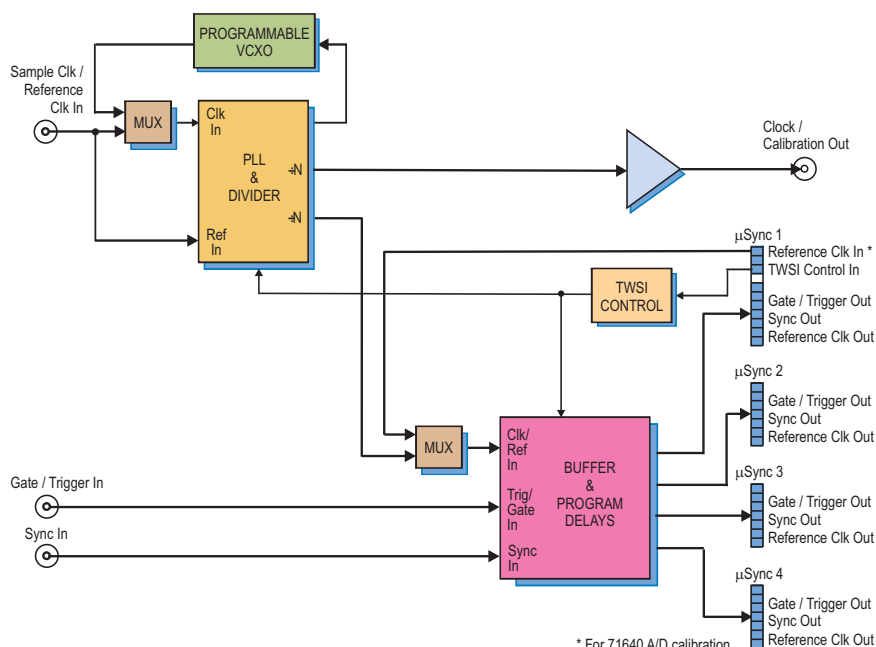 PROGRAMMABLE
VCXO
Sample Clk /
Reference
Clk In
MUX
Clk
In
PLL
&
DIVIDER
÷N
÷N
Ref
In
Clock /
Calibration Out
µSync 1
Reference Clk In *
TWSI Control In
TWSI
CONTROL
Gate / Trigger Out
Sync Out
Reference Clk Out
µSync 2
Gate / Trigger Out
Sync Out
Reference Clk Out
MUX
Clk/
Ref
In
BUFFER
&
PROGRAM
DELAYS
Trig/
Gate
In
Sync
In
Gate / Trigger In
Sync In
µSync 3
Gate / Trigger Out
Sync Out
Reference Clk Out
µSync 4
Gate / Trigger Out
Sync Out
Reference Clk Out
* For 71640 A/D calibration